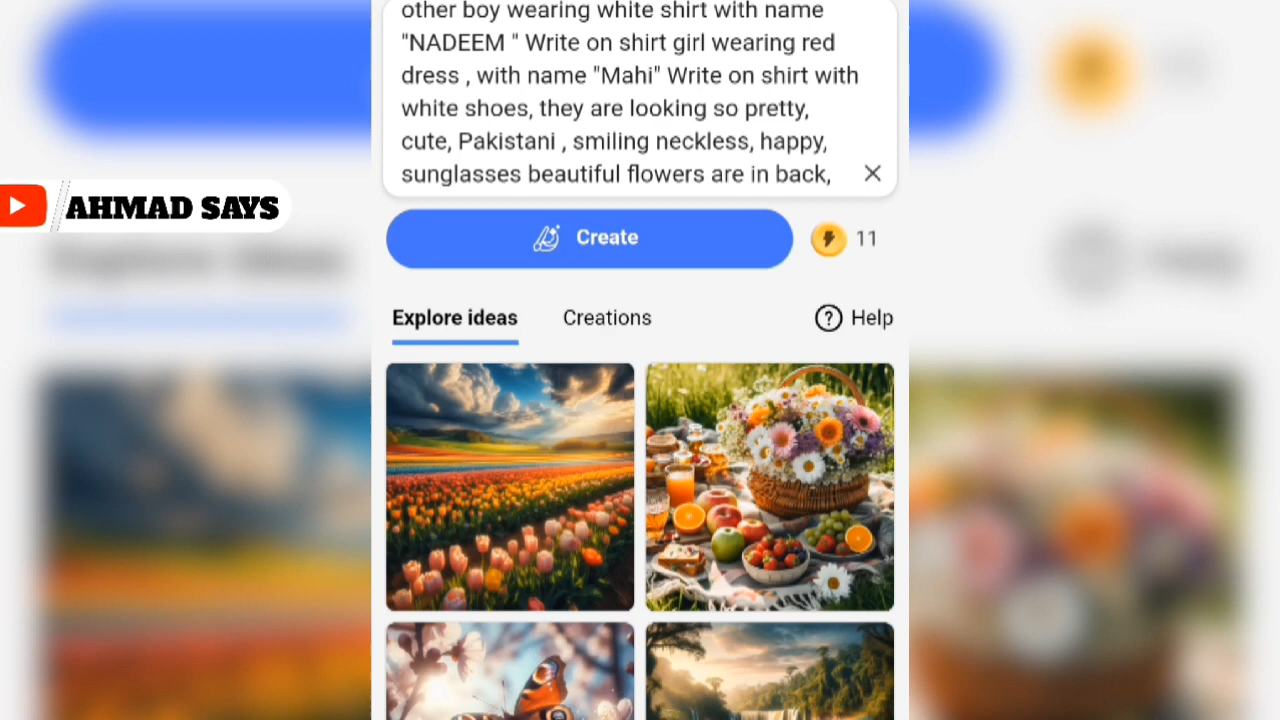 other boy wearing white shirt with name
"NADEEM " Write on shirt girl wearing red
dress , with name "Mahi" Write on shirt with
white shoes, they are looking so pretty,
cute, Pakistani , smiling neckless, happy,
sunglasses beautiful flowers are in back,
AHMAD SAYS
Create
11
Explore ideas
Creations
Help